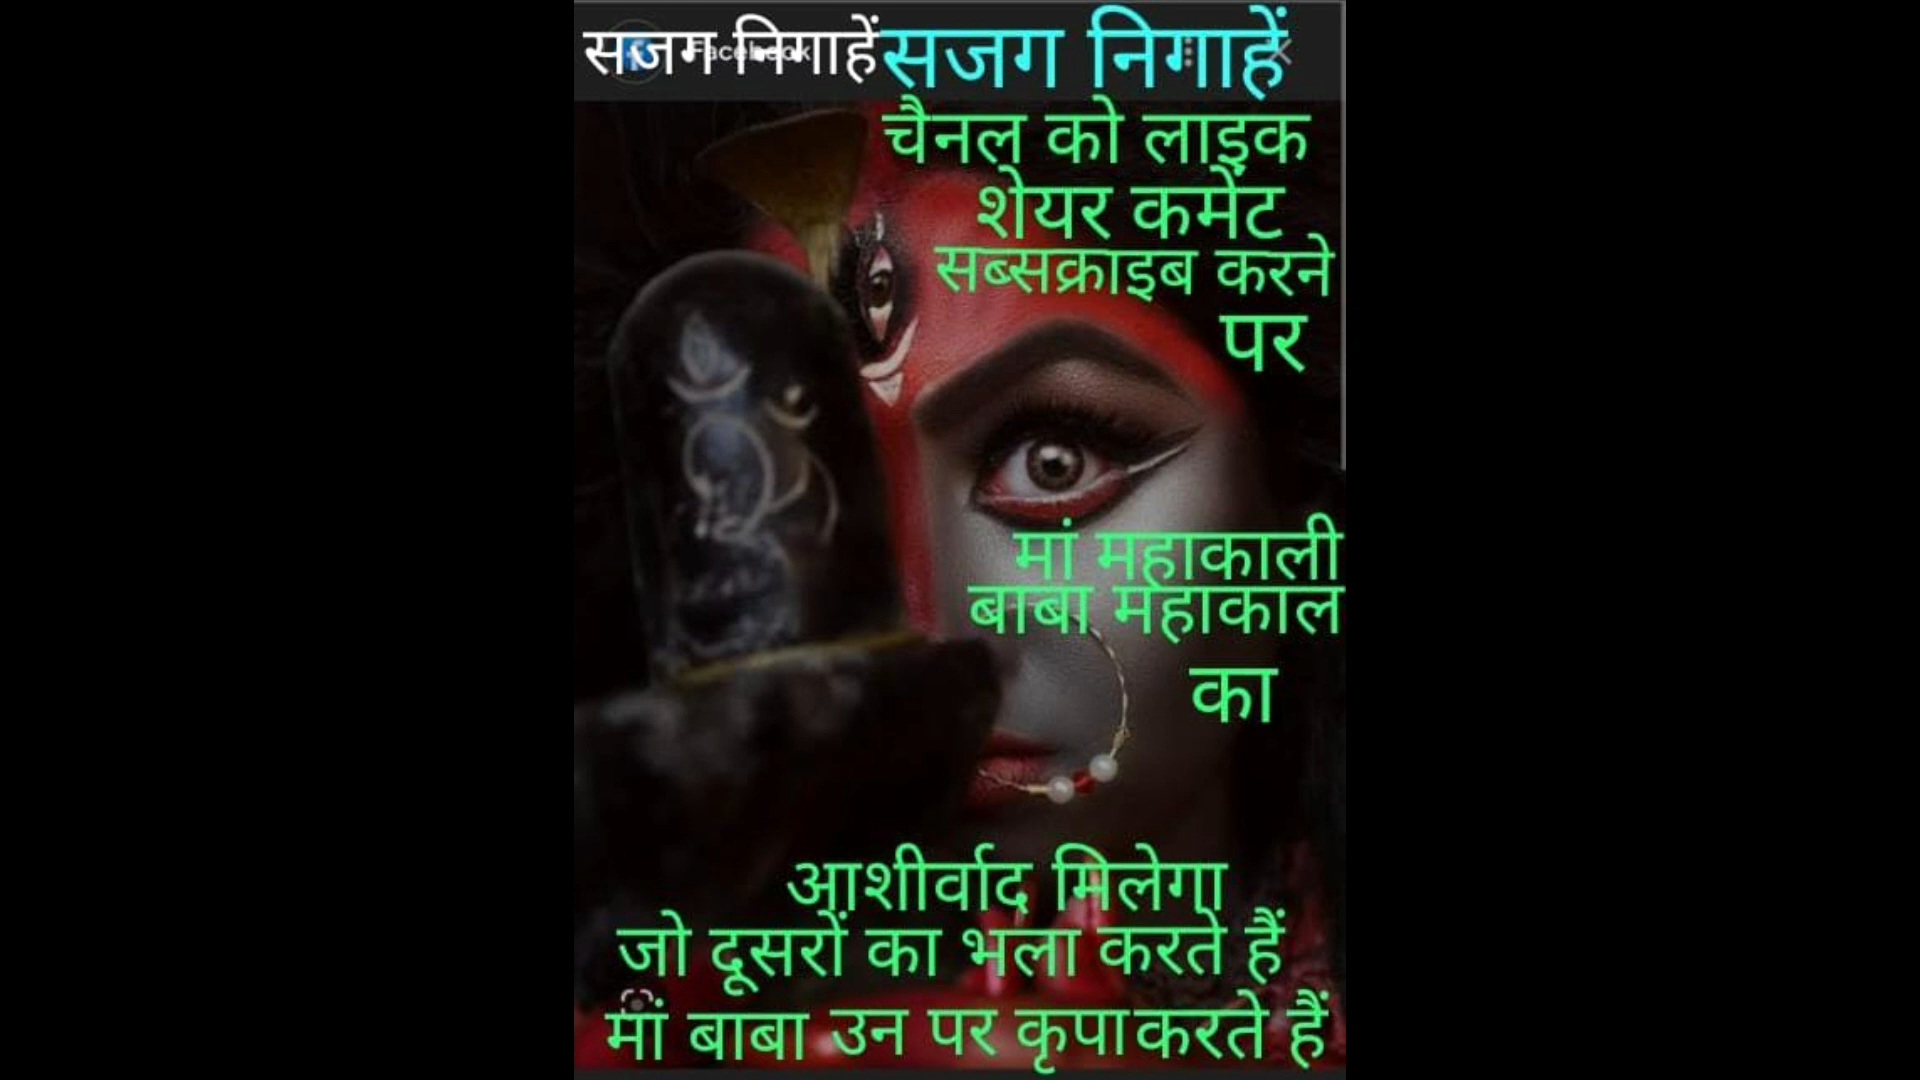 सजग निगाहें सजग निगाहें
Facebook
चैनल को लाइक
शेयर कमेंट
सब्सक्राइब करने
पर
मां महाकाली
बाबा महाकाल
का
आशीर्वाद मिलेगा
जो दूसरों का भला करते हैं
मां बाबा उन पर कृपा करते हैं